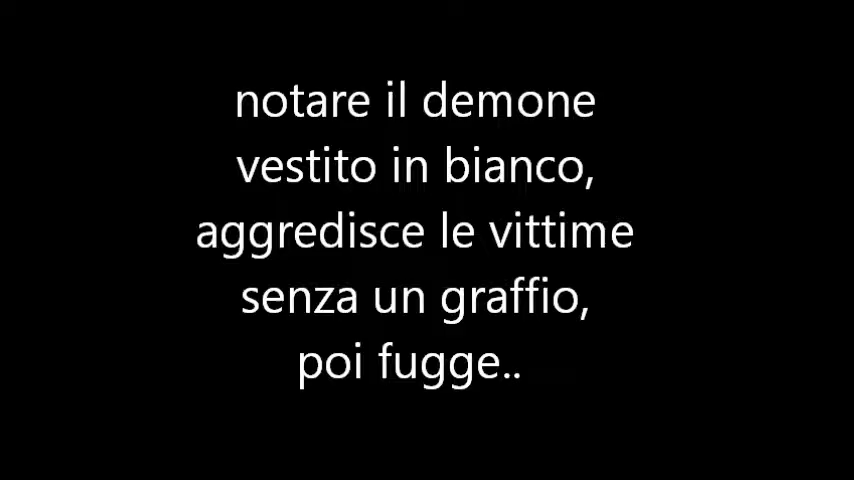 notare il demone
vestito in bianco,
aggredisce le vittime
senza un graffio,
poi fugge..